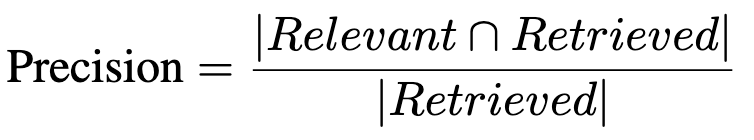 Precision = |Relevant ∩ Retrieved| / |Retrieved|